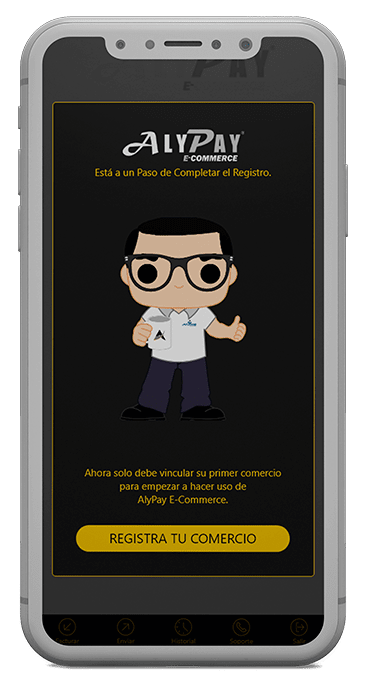 ALYPAY
E-COMMERCE
Está a un Paso de Completar el Registro.
Ahora solo debe vincular su primer comercio
para empezar a hacer uso de
AlyPay E-Commerce.
REGISTRA TU COMERCIO
Facturar Enviar Historial Soporte Salir